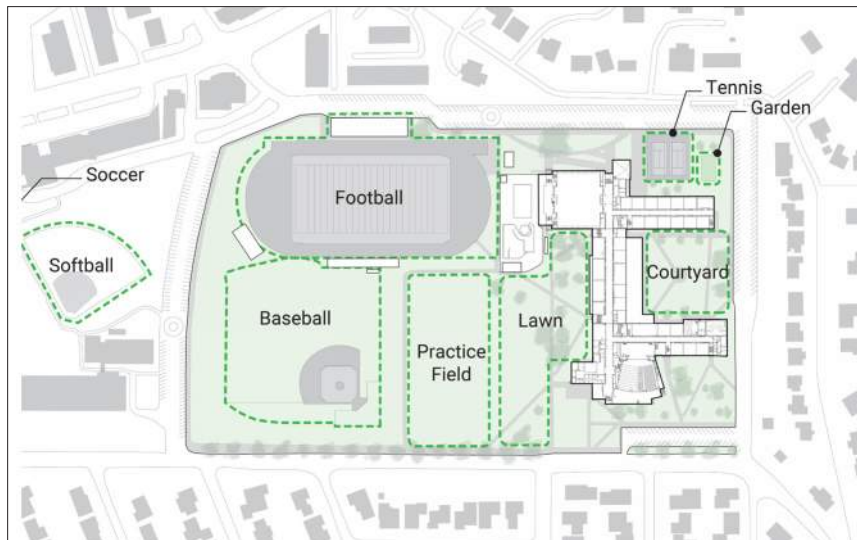 Tennis
Garden
Soccer
Football
Softball
Courtyard
Baseball
Lawn
Practice
Field